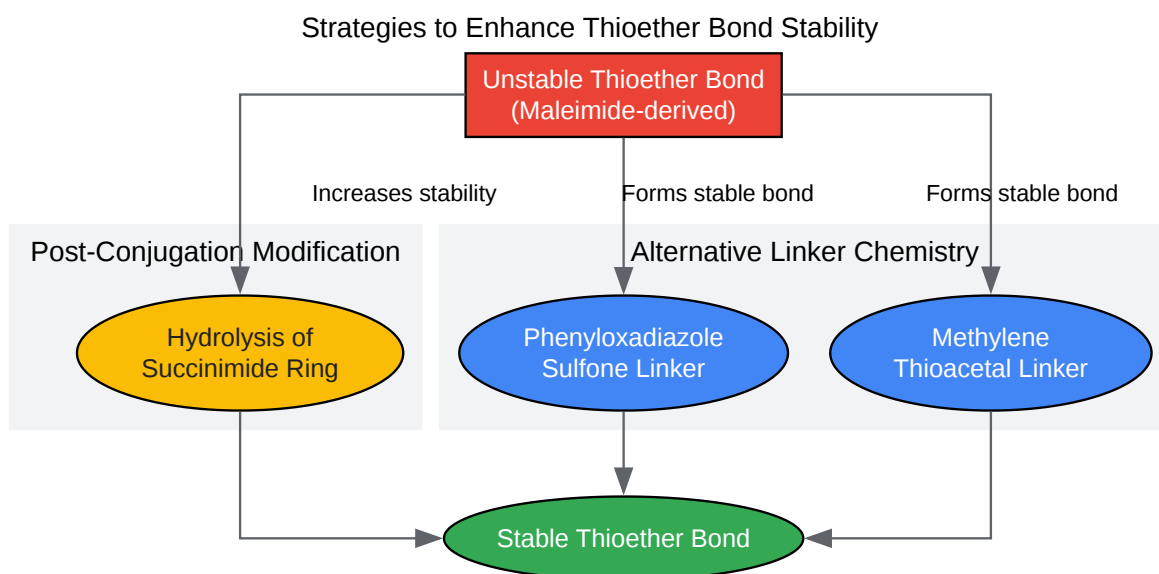 Strategies to Enhance Thioether Bond Stability
Unstable Thioether Bond
(Maleimide-derived)
Increases stability
Forms stable bond
Forms stable bond
Post-Conjugation Modification
Alternative Linker Chemistry
Hydrolysis of
Succinimide Ring
Phenyloxadiazole
Sulfone Linker
Methylene
Thioacetal Linker
Stable Thioether Bond